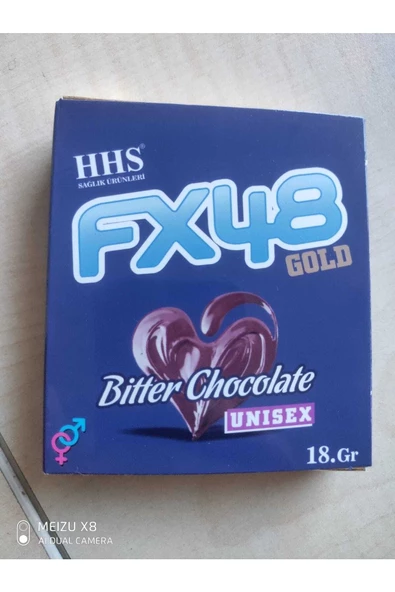 HHS®
SAĞLIK ÜRÜNLERİ
FX48
GOLD
Bitter Chocolate
UNISEX
18.Gr
MEIZU X8
AI DUAL CAMERA